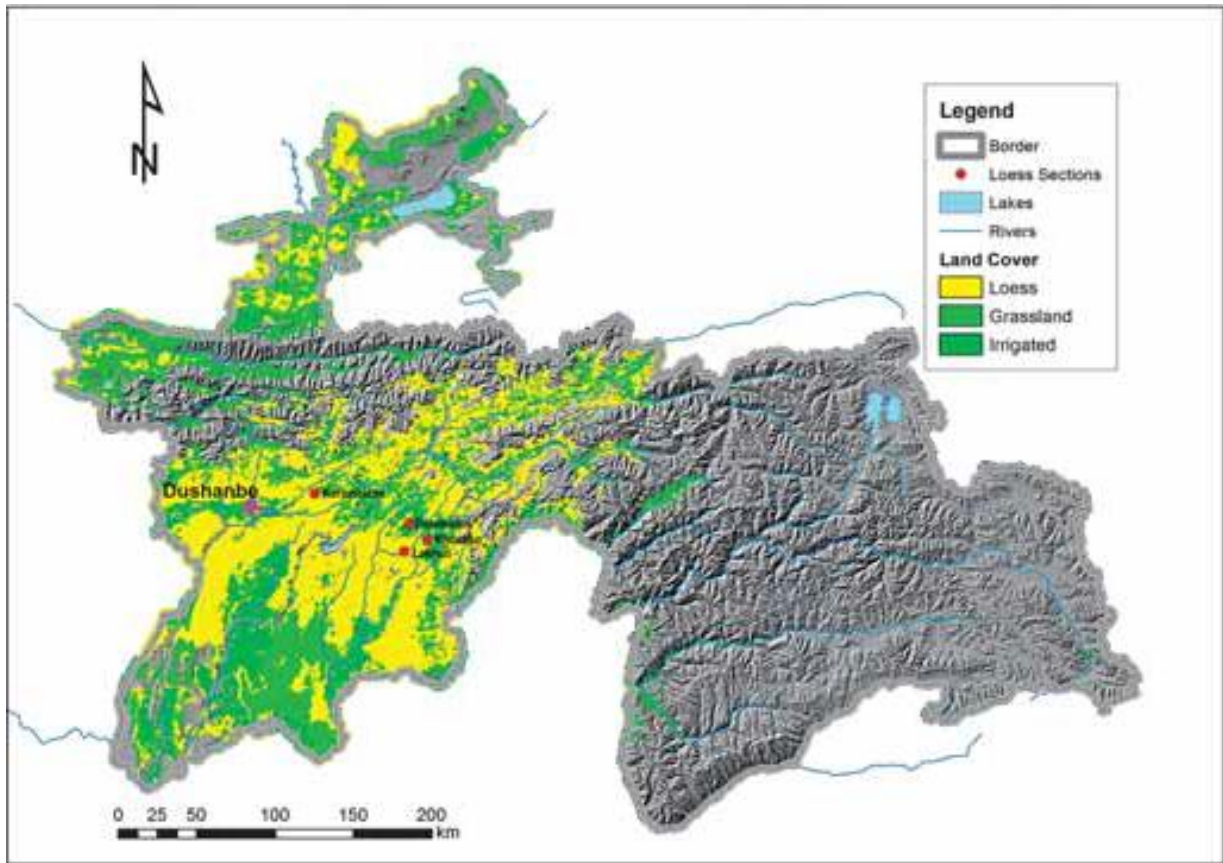 N
Legend
Border
Loess Sections
Lakes
Rivers
Land Cover
Loess
Grassland
Irrigated
Dushanbe
0 25 50 100 150 200
km